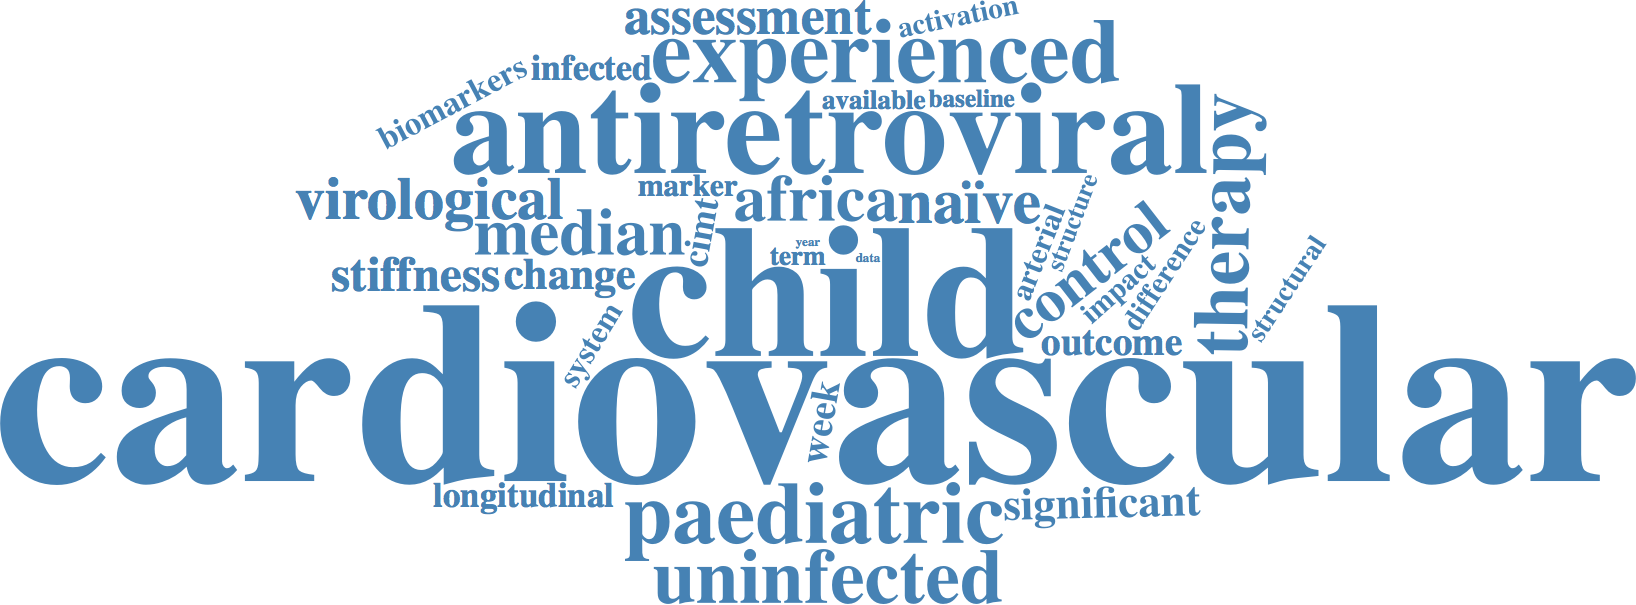 assessment
activation
experienced
biomarkers
infected
available
baseline
antiretroviral
therapy
virological
marker
africa
naïve
median
cimt
arterial
structure
control
impact
difference
structural
stiffness
change
child
year
term
data
outcome
system
cardiovascular
week
longitudinal
paediatric
significant
uninfected